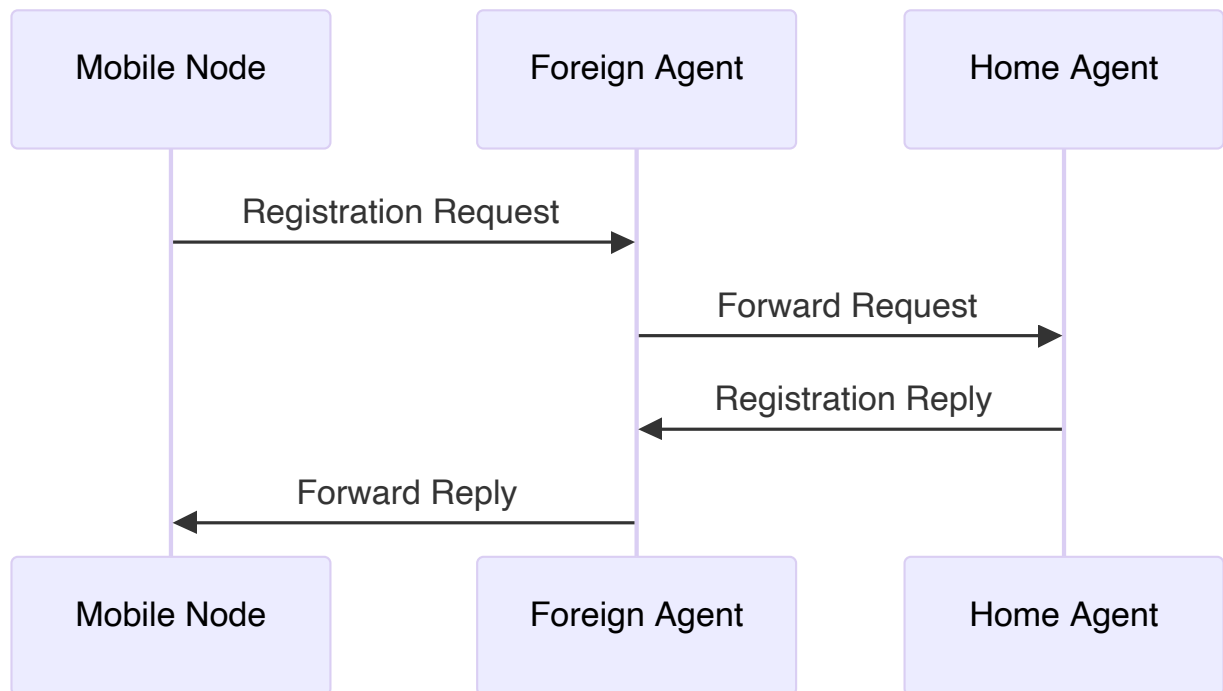 Mobile Node
Foreign Agent
Home Agent
Registration Request
Forward Request
Registration Reply
Forward Reply
Mobile Node
Foreign Agent
Home Agent